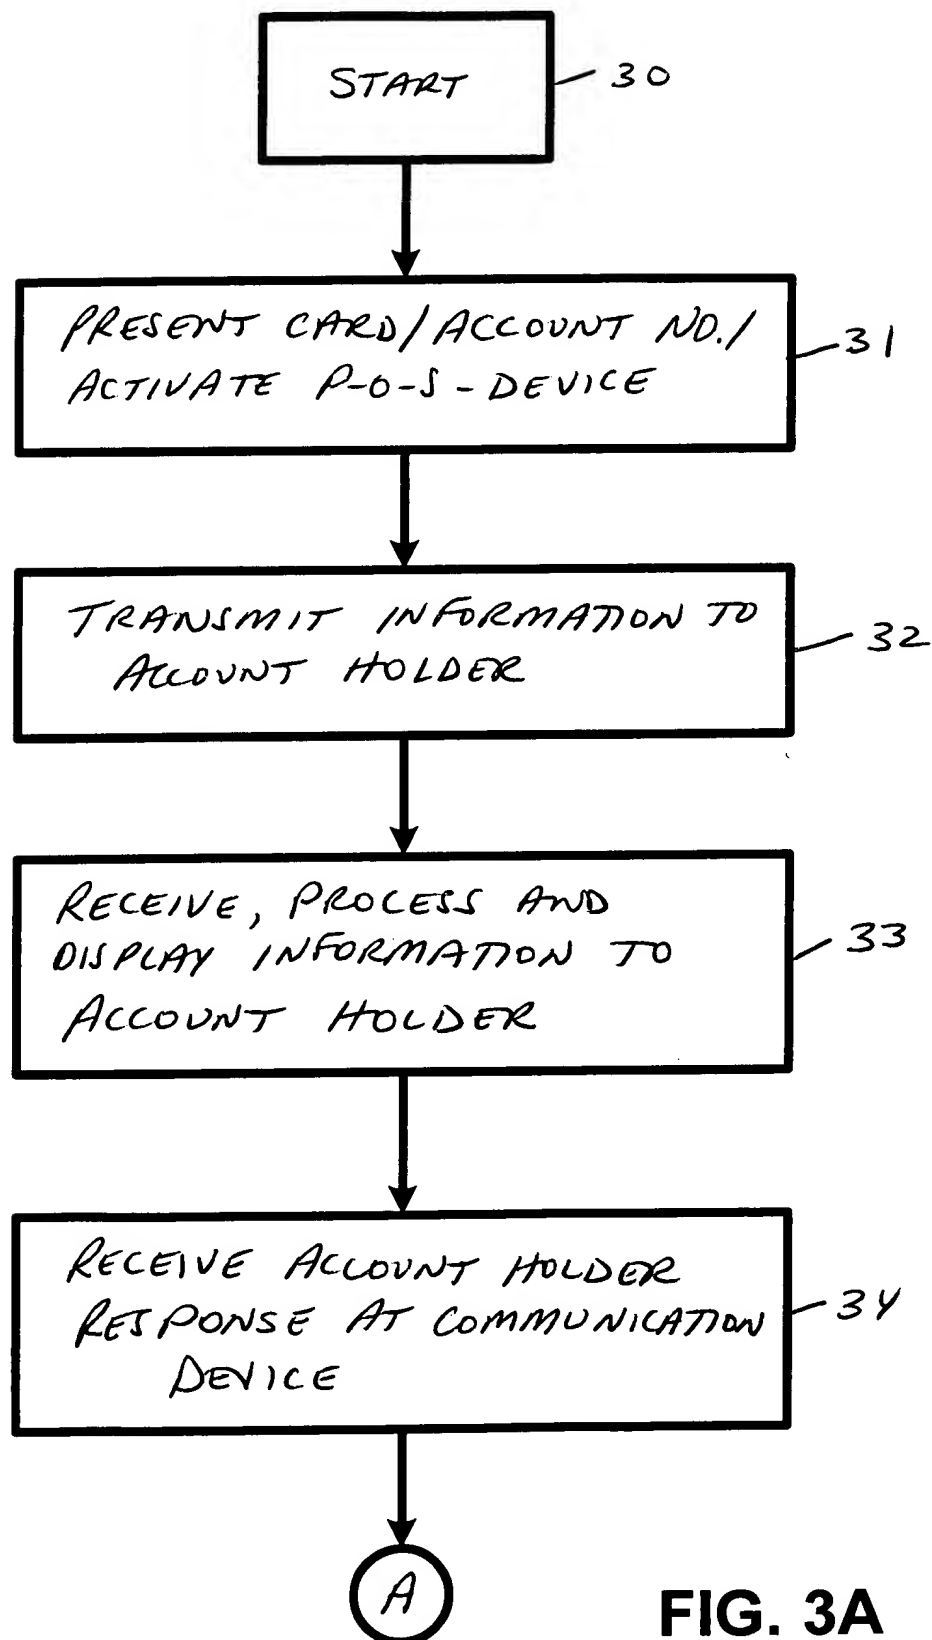 START
30
PRESENT CARD/ACCOUNT NO./
ACTIVATE P-O-S-DEVICE
31
TRANSMIT INFORMATION TO
ACCOUNT HOLDER
32
RECEIVE, PROCESS AND
DISPLAY INFORMATION TO
ACCOUNT HOLDER
33
RECEIVE ACCOUNT HOLDER
RESPONSE AT COMMUNICATION
DEVICE
34
A
FIG. 3A